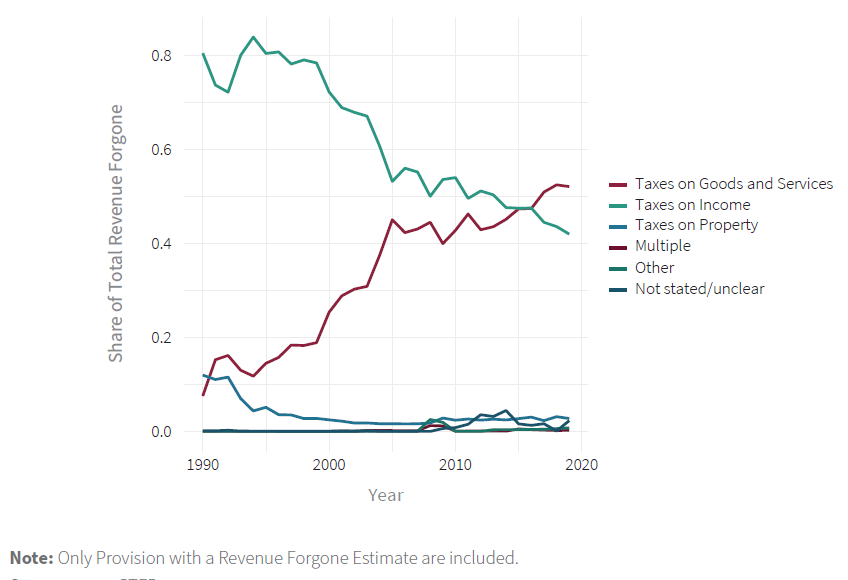 0.8
0.6
0.4
0.2
0.0
Share of Total Revenue Forgone
1990
2000
2010
2020
Year
Taxes on Goods and Services
Taxes on Income
Taxes on Property
Multiple
Other
Not stated/unclear
Note: Only Provision with a Revenue Forgone Estimate are included.